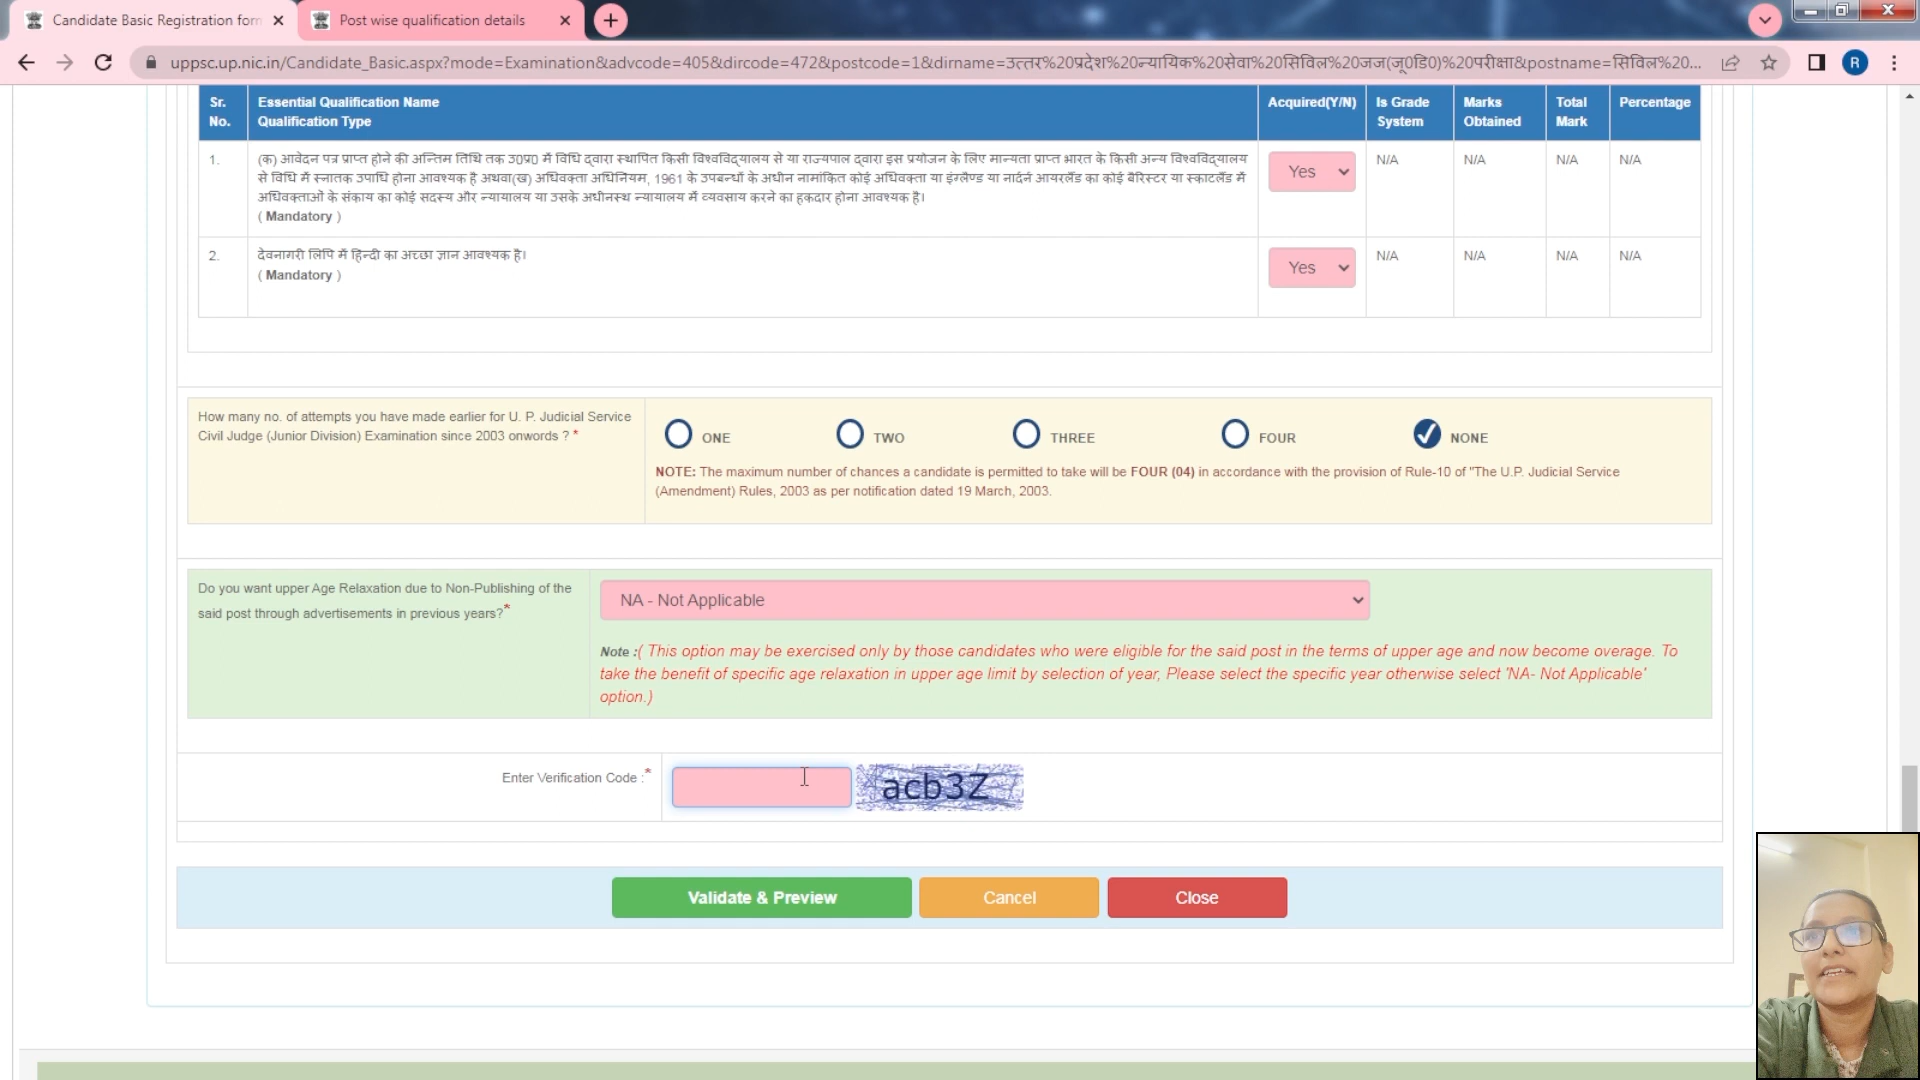 Candidate Basic Registration for
Post wise qualification details
uppsc.up.nic.in/Candidate_Basic.aspx?mode=Examination&advcode=405&dircode=472&postcode=1&dirname=उत्तर%20प्रदेश%20न्यायिक%20सेवा%20सिविल%20जज(जू0डि0)%20परीक्षा&postname=सिविल%20...
R
Sr. No.
Essential Qualification Name
Qualification Type
Acquired(Y/N)
Is Grade System
Marks Obtained
Total Mark
Percentage
1.
(क) आवेदन पत्र प्राप्त होने की अन्तिम तिथि तक उ0प्र0 में विधि द्वारा स्थापित किसी विश्वविद्यालय से या राज्यपाल द्वारा इस प्रयोजन के लिए मान्यता प्राप्त भारत के किसी अन्य विश्वविद्यालय
से विधि में स्नातक उपाधि होना आवश्यक है अथवा(ख) अधिवक्ता अधिनियम, 1961 के उपबन्धों के अधीन नामांकित कोई अधिवक्ता या इंग्लैण्ड या नार्दर्न आयरलैंड का कोई बैरिस्टर या स्काटलैंड में
अधिवक्ताओं के संकाय का कोई सदस्य और न्यायालय या उसके अधीनस्थ न्यायालय में व्यवसाय करने का हकदार होना आवश्यक है।
( Mandatory )
Yes
N/A
N/A
N/A
N/A
2.
देवनागरी लिपि में हिन्दी का अच्छा ज्ञान आवश्यक है।
( Mandatory )
Yes
N/A
N/A
N/A
N/A
How many no. of attempts you have made earlier for U. P. Judicial Service
Civil Judge (Junior Division) Examination since 2003 onwords ? *
ONE
TWO
THREE
FOUR
NONE
NOTE: The maximum number of chances a candidate is permitted to take will be FOUR (04) in accordance with the provision of Rule-10 of "The U.P. Judicial Service
(Amendment) Rules, 2003 as per notification dated 19 March, 2003.
Do you want upper Age Relaxation due to Non-Publishing of the
said post through advertisements in previous years?*
NA - Not Applicable
Note :( This option may be exercised only by those candidates who were eligible for the said post in the terms of upper age and now become overage. To
take the benefit of specific age relaxation in upper age limit by selection of year, Please select the specific year otherwise select 'NA- Not Applicable'
option.)
Enter Verification Code :*
acb3Z
Validate & Preview
Cancel
Close